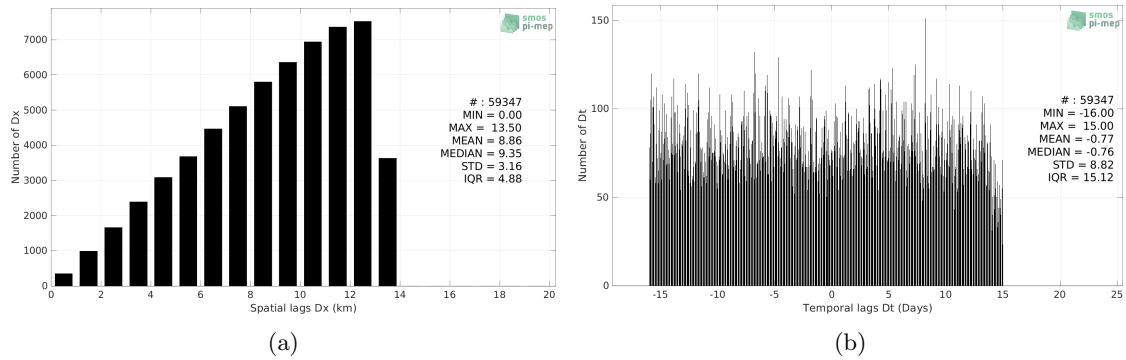 smos
pi-mep
7000
6000
5000
4000
3000
2000
1000
0
Number of Dx
# : 59347
MIN = 0.00
MAX = 13.50
MEAN = 8.86
MEDIAN = 9.35
STD = 3.16
IQR = 4.88
0 2 4 6 8 10 12 14 16 18 20
Spatial lags Dx (km)
(a)
smos
pi-mep
150
100
50
0
Number of Dt
# : 59347
MIN = -16.00
MAX = 15.00
MEAN = -0.77
MEDIAN = -0.76
STD = 8.82
IQR = 15.12
-15 -10 -5 0 5 10 15 20 25
Temporal lags Dt (Days)
(b)